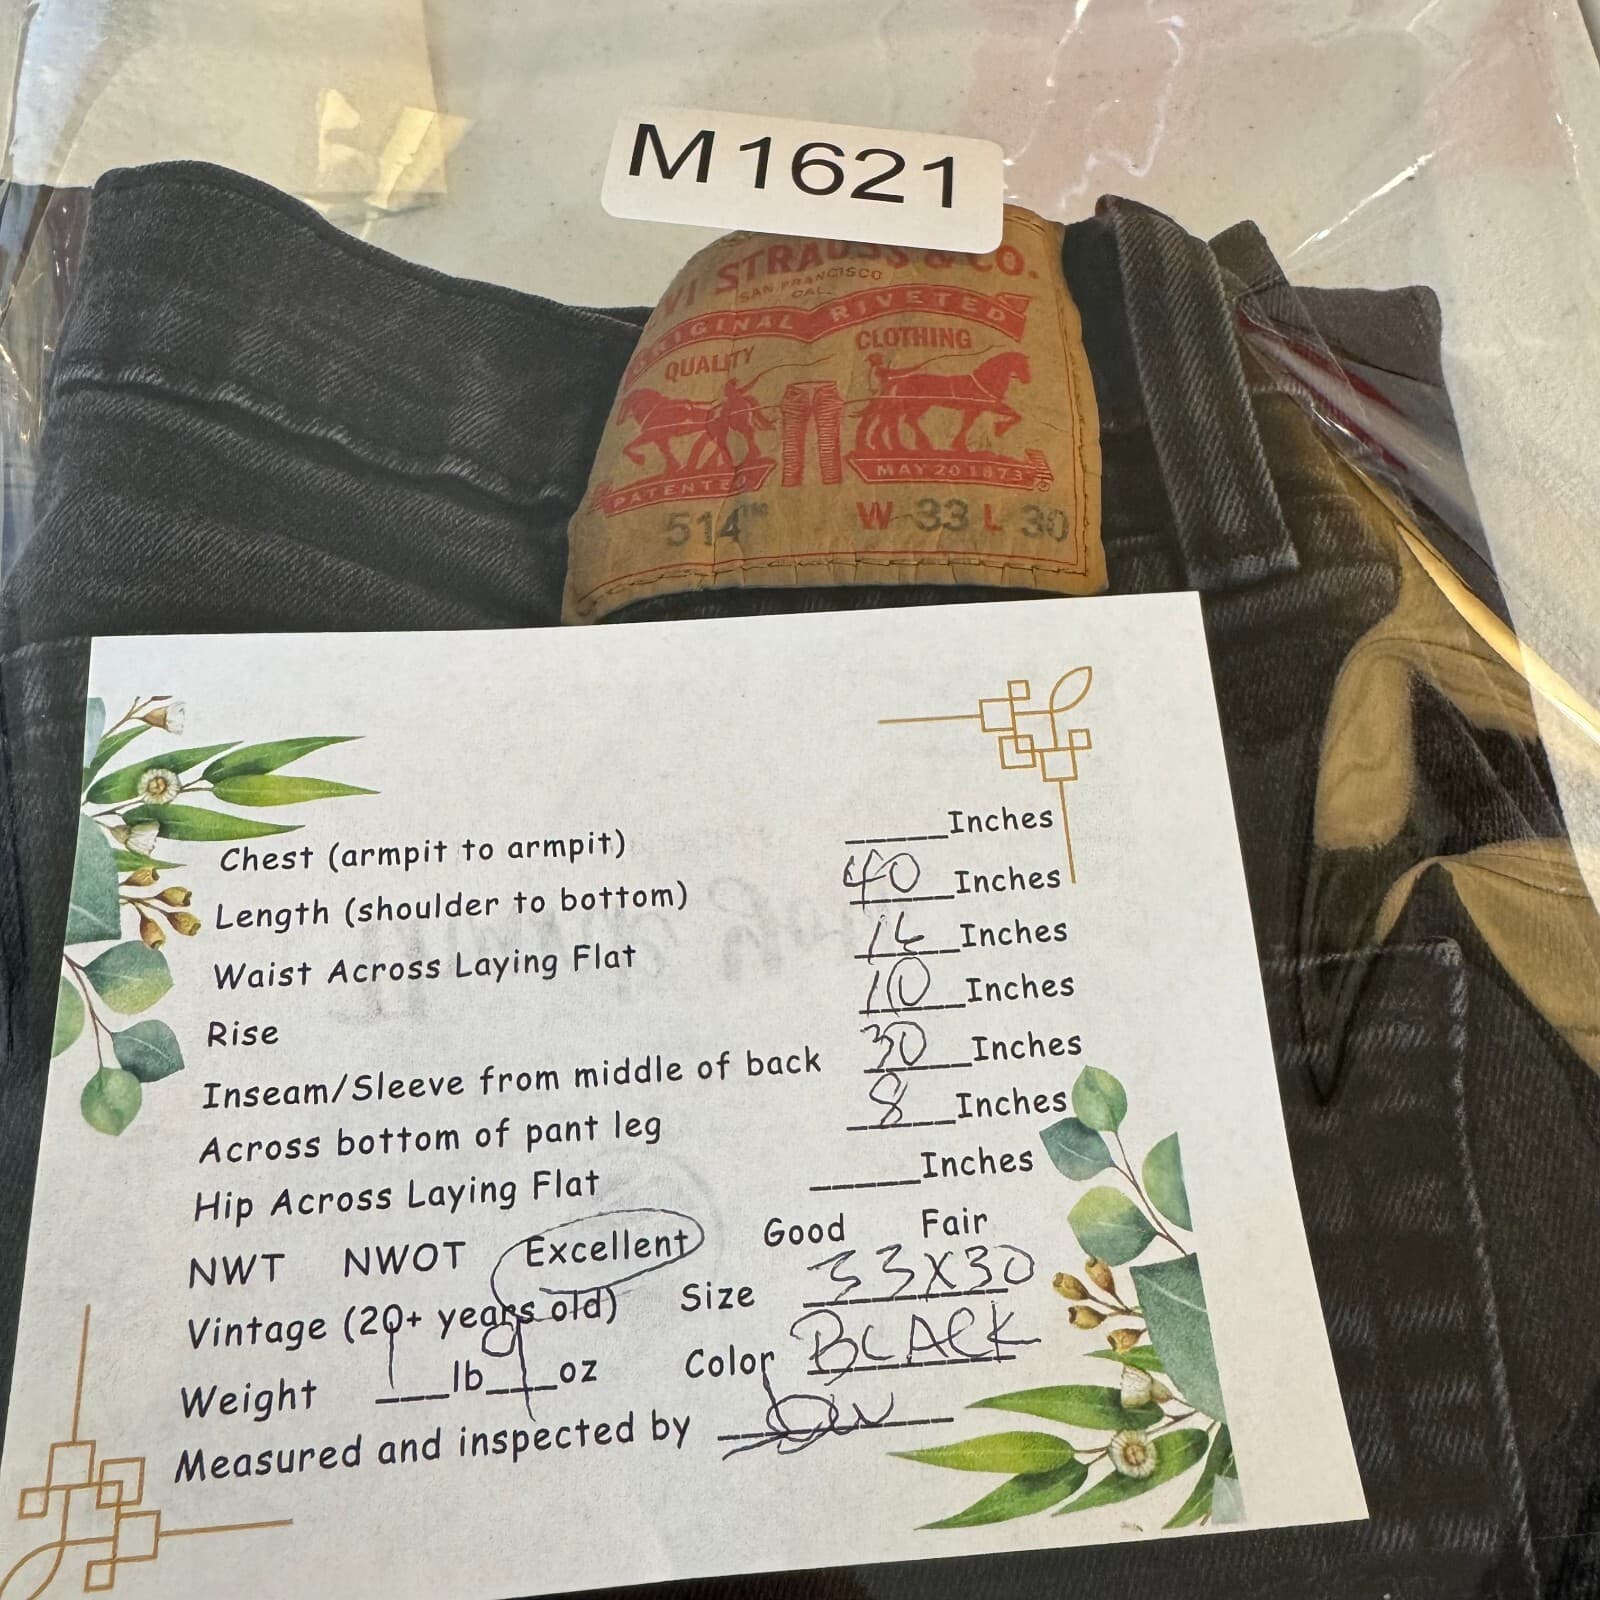 M1621
VI STRAUSS & CO.
SAN FRANCISCO
CAL.
ORIGINAL RIVETED
QUALITY CLOTHING
PATENTED MAY 20 1873
514™ W 33 L 30
Chest (armpit to armpit) _____Inches
Length (shoulder to bottom) 40 Inches
Waist Across Laying Flat 16 Inches
Rise 10 Inches
Inseam/Sleeve from middle of back 30 Inches
Across bottom of pant leg 8 Inches
Hip Across Laying Flat _____Inches
NWT NWOT Excellent Good Fair
Vintage (20+ years old) Size 33X30
Weight 1 lb 9 oz Color BLACK
Measured and inspected by